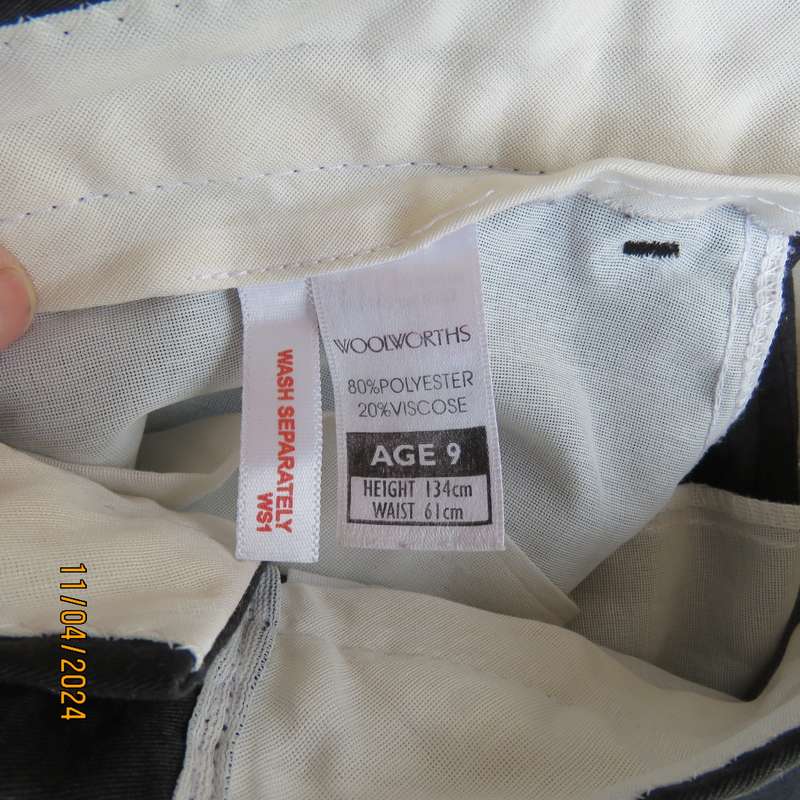 WASH SEPARATELY
WS1
WOOLWORTHS
80%POLYESTER
20%VISCOSE
AGE 9
HEIGHT 134cm
WAIST 61cm
11/04/2024